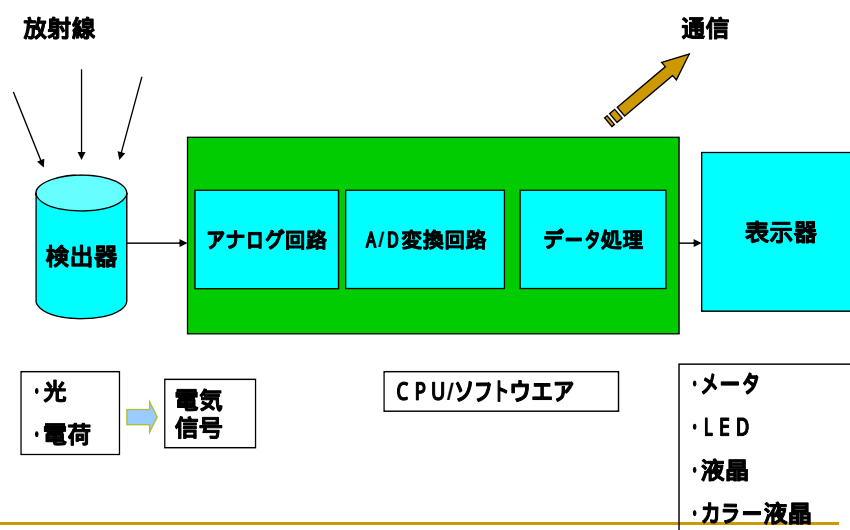 放射線
通信
検出器
アナログ回路
A/D変換回路
データ処理
表示器
・光
・電荷
電気
信号
CPU/ソフトウエア
・メータ
・LED
・液晶
・カラー液晶